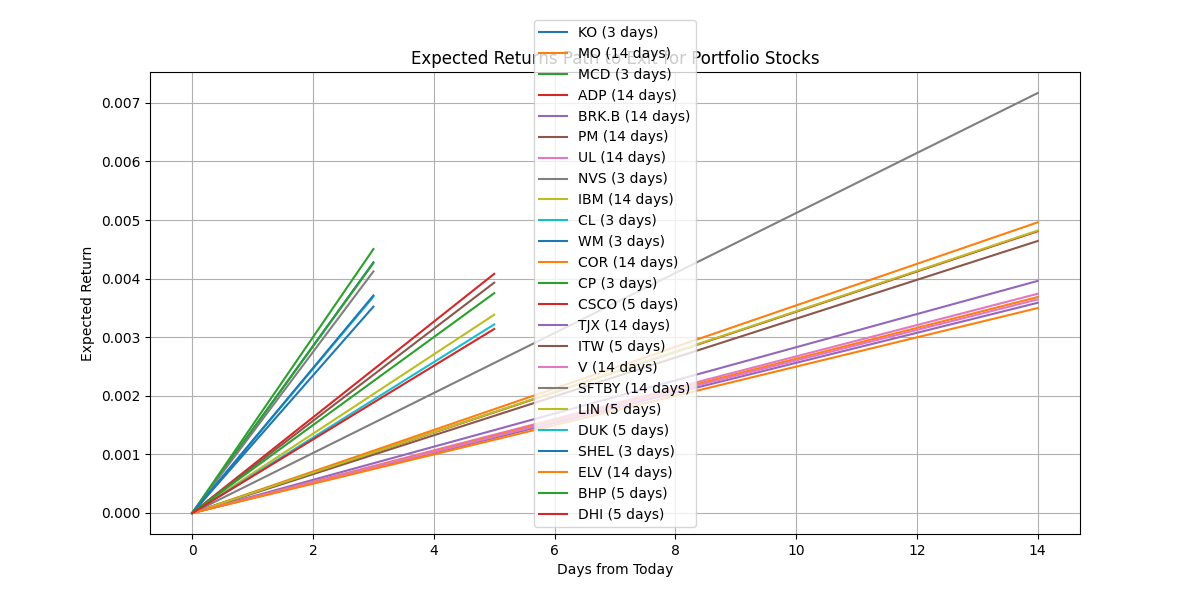 Expected Returns Path to Exit for Portfolio Stocks
KO (3 days)
MO (14 days)
MCD (3 days)
ADP (14 days)
BRK.B (14 days)
PM (14 days)
UL (14 days)
NVS (3 days)
IBM (14 days)
CL (3 days)
WM (3 days)
COR (14 days)
CP (3 days)
CSCO (5 days)
TJX (14 days)
ITW (5 days)
V (14 days)
SFTBY (14 days)
LIN (5 days)
DUK (5 days)
SHEL (3 days)
ELV (14 days)
BHP (5 days)
DHI (5 days)
Expected Return
0.007
0.006
0.005
0.004
0.003
0.002
0.001
0.000
0 2 4 6 8 10 12 14
Days from Today